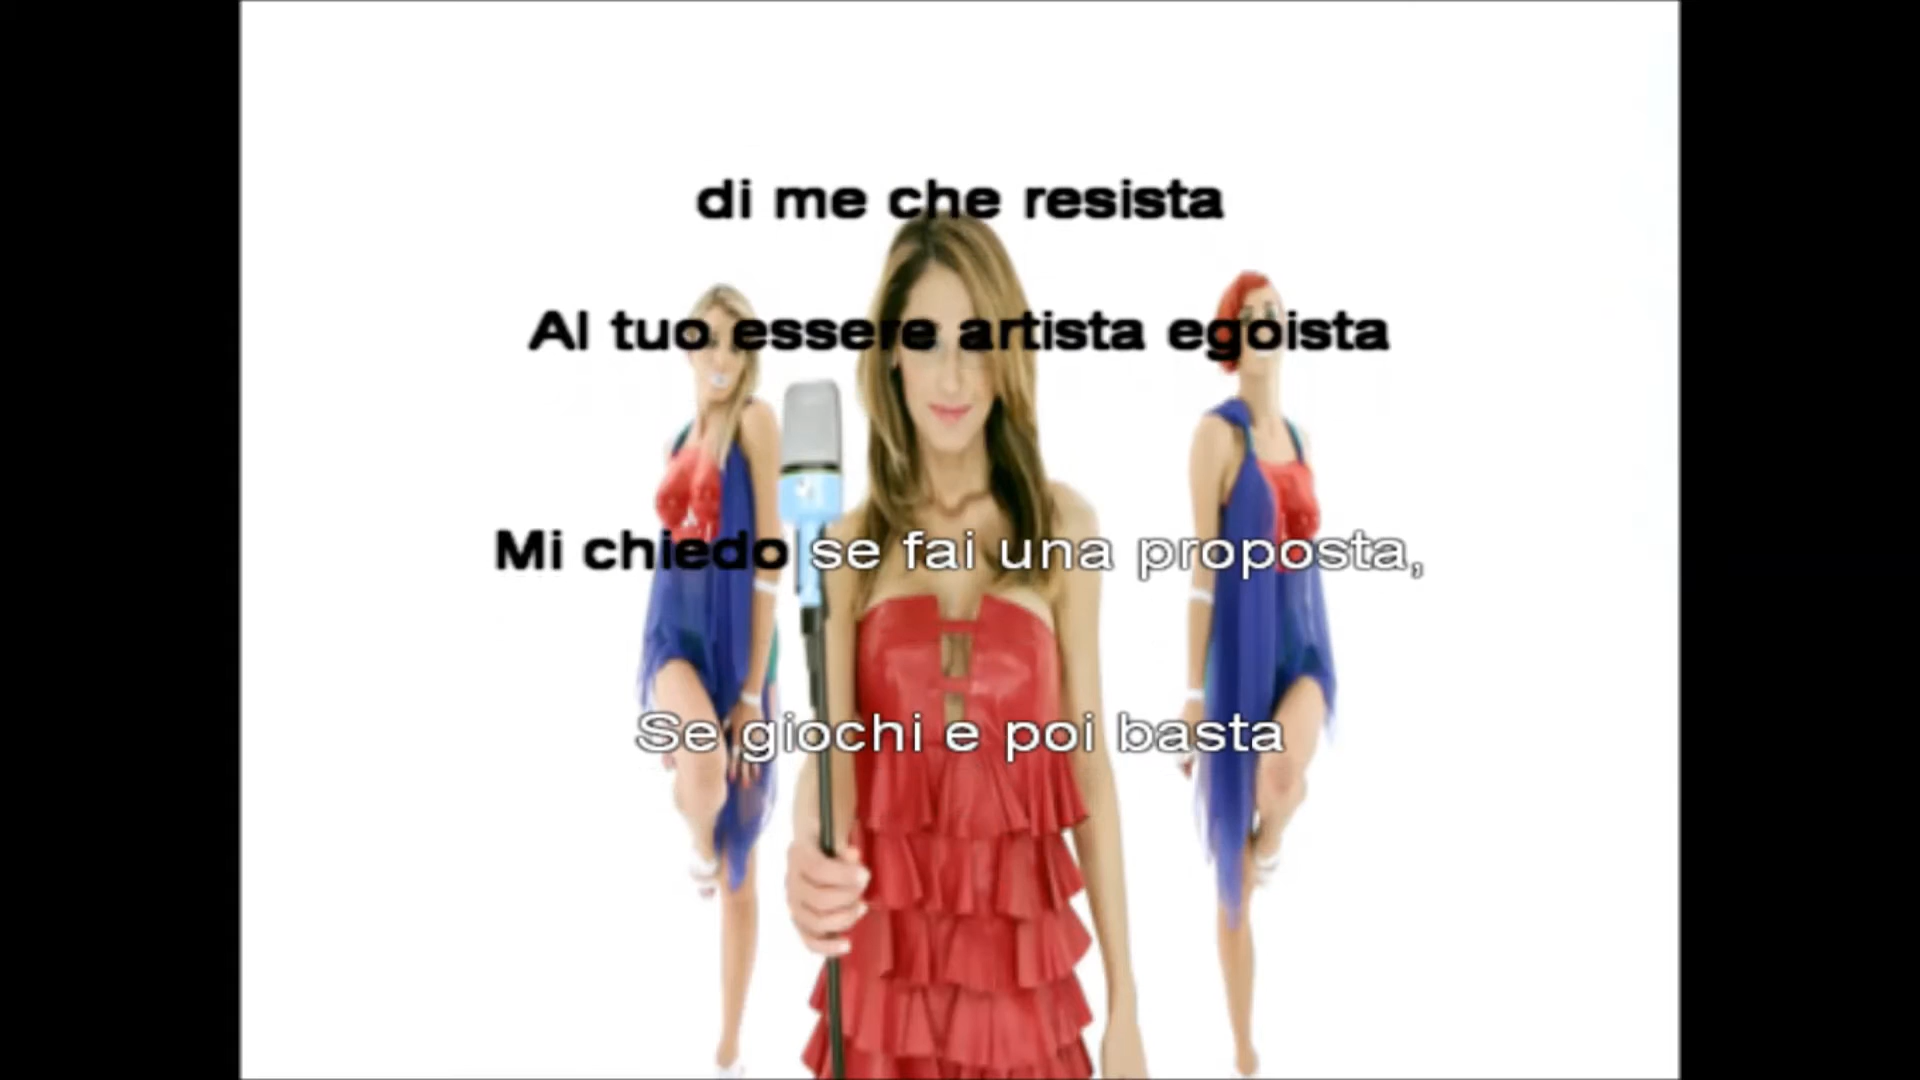 di me che resista
Al tuo essere artista egoista
Mi chiedo se fai una proposta,
Se giochi e poi basta